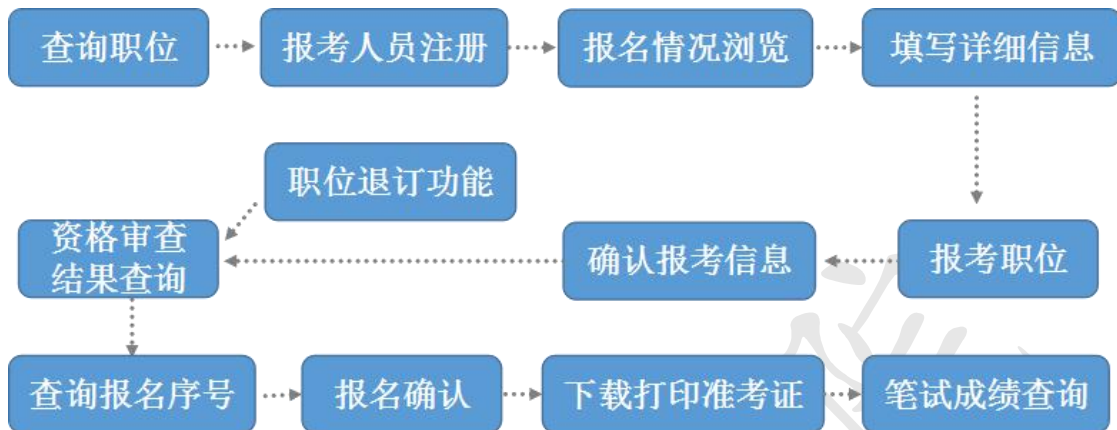 查询职位
报考人员注册
报名情况浏览
填写详细信息
职位退订功能
资格审查
结果查询
确认报考信息
报考职位
查询报名序号
报名确认
下载打印准考证
笔试成绩查询